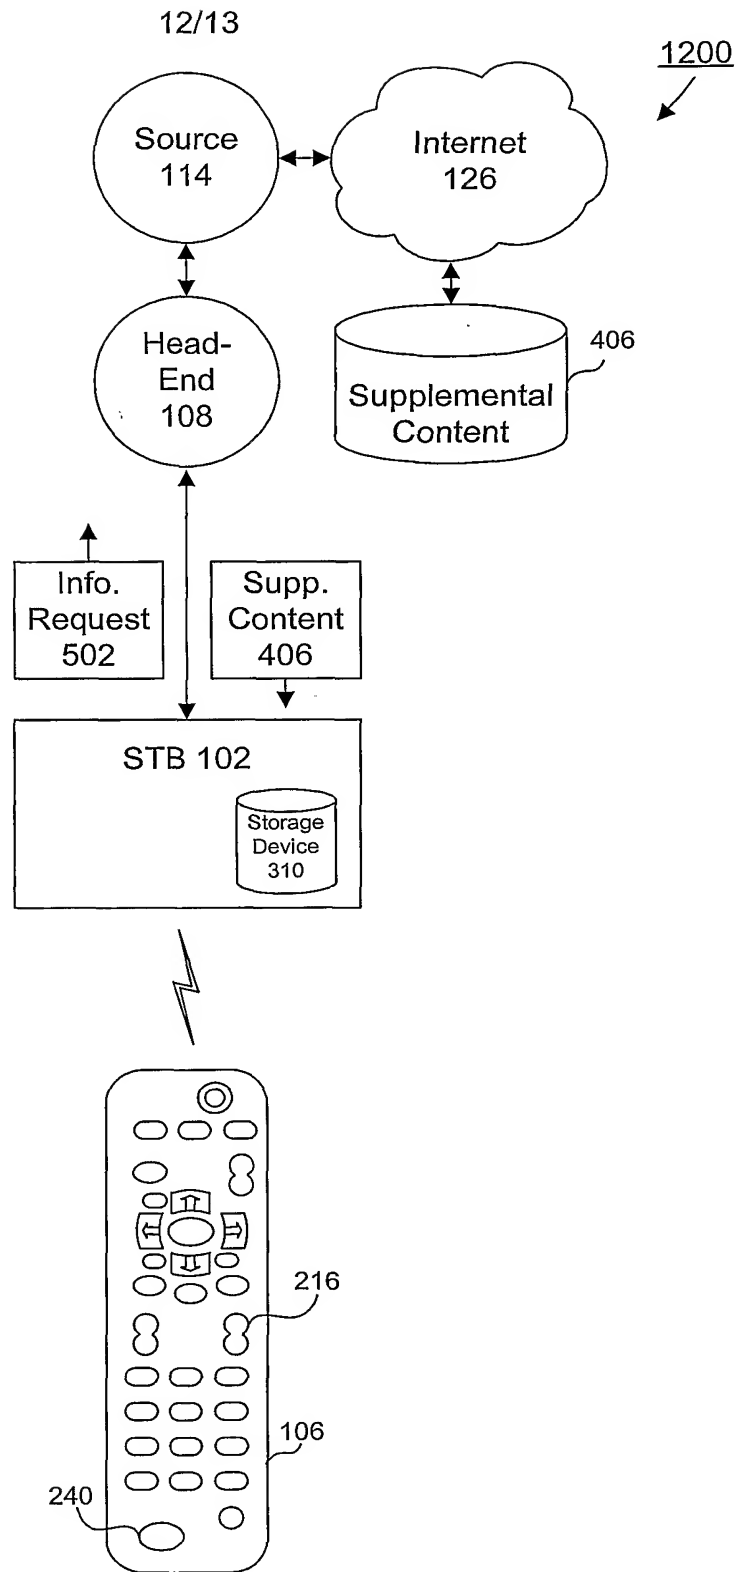 12/13
1200
Source
114
Internet
126
Head-
End
108
406
Supplemental
Content
Info.
Request
502
Supp.
Content
406
STB 102
Storage
Device
310
216
106
240